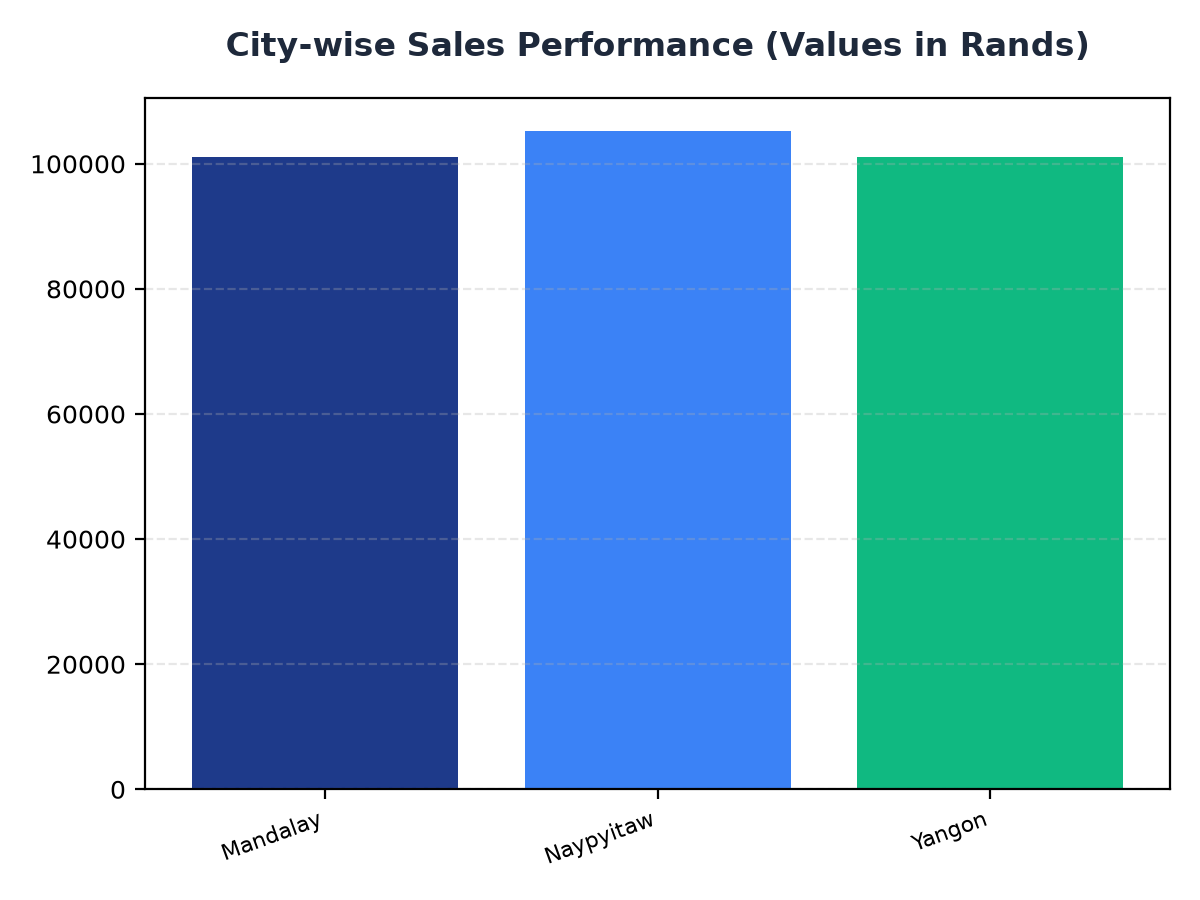 City-wise Sales Performance (Values in Rands)
100000
80000
60000
40000
20000
0
Mandalay
Naypyitaw
Yangon